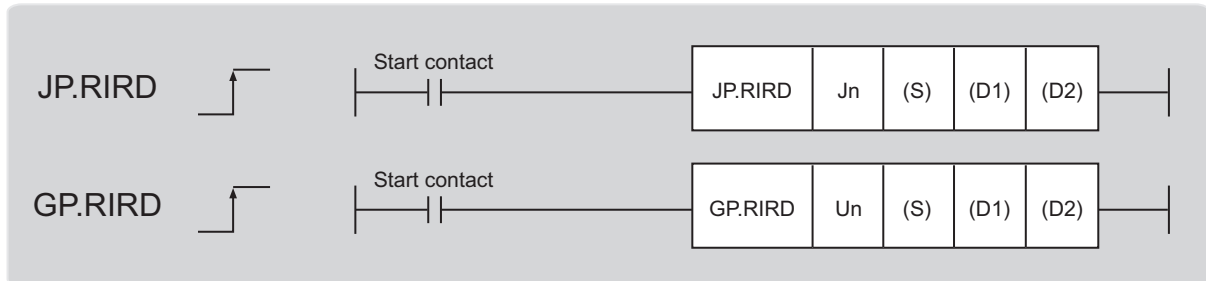 Start contact
JP.RIRD JP.RIRD Jn (S) (D1) (D2)
Start contact
GP.RIRD GP.RIRD Un (S) (D1) (D2)